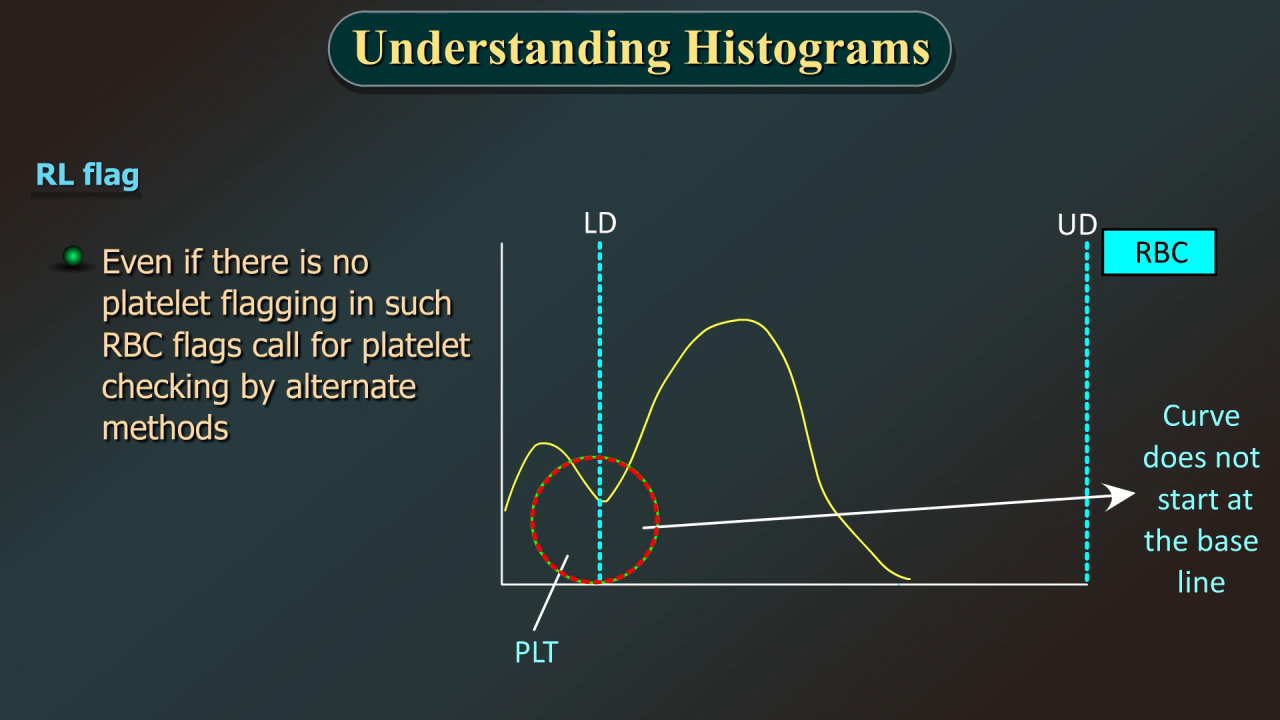 Understanding Histograms
RL flag
Even if there is no
platelet flagging in such
RBC flags call for platelet
checking by alternate
methods
LD
UD
RBC
Curve
does not
start at
the base
line
PLT